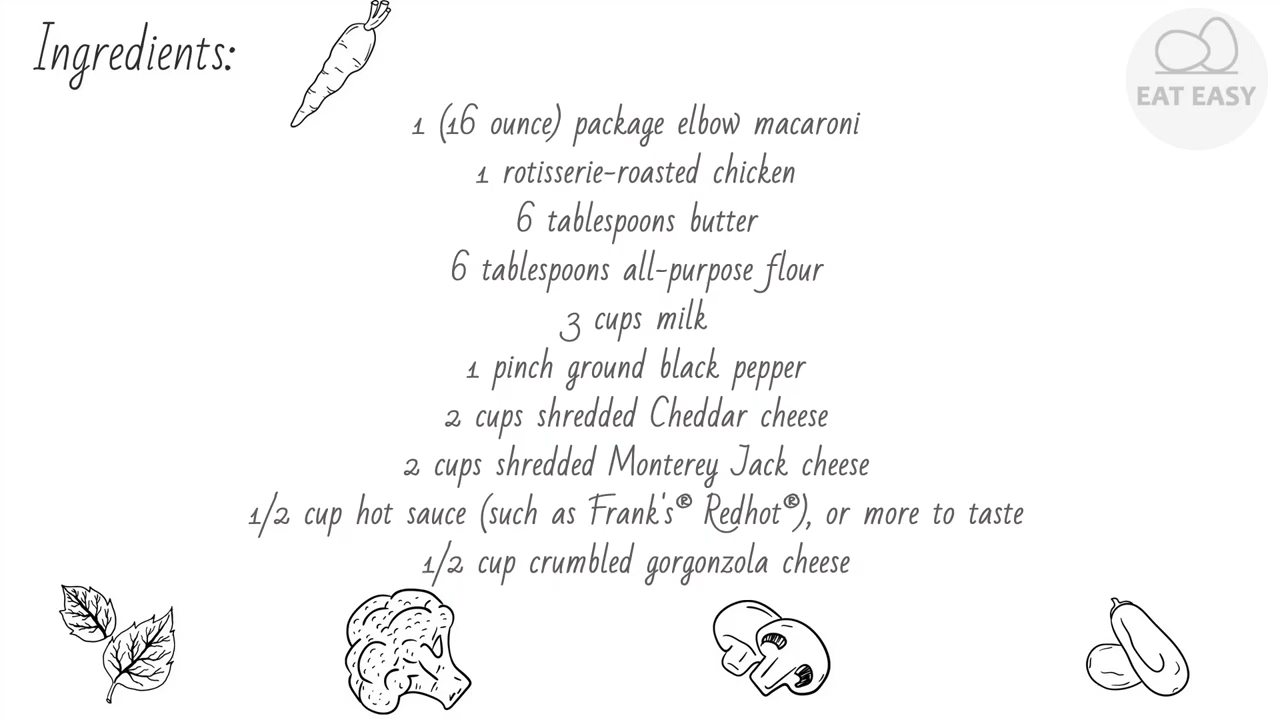 Ingredients:
EAT EASY
1 (16 ounce) package elbow macaroni
1 rotisserie-roasted chicken
6 tablespoons butter
6 tablespoons all-purpose flour
3 cups milk
1 pinch ground black pepper
2 cups shredded Cheddar cheese
2 cups shredded Monterey Jack cheese
1/2 cup hot sauce (such as Frank's® Redhot®), or more to taste
1/2 cup crumbled gorgonzola cheese